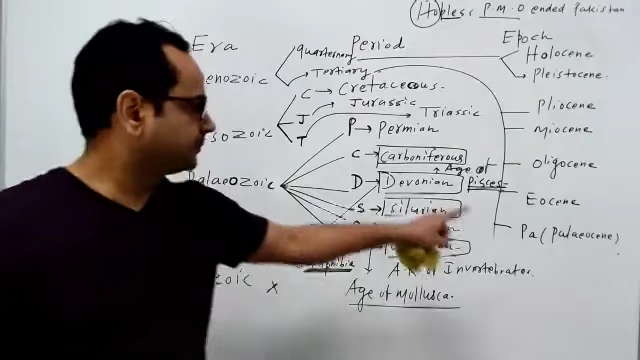 Hopless P.M.O ended Pakistan
Era
Period
Epoch
quarternary
Holocene
enozoic
Tertiary
Pleistocene
C → Cretaceous
J Jurassic
Pliocene
sozoic
T Triassic
P → Permian
Miocene
C → Carboniferous
Oligocene
Age of
Palaeozoic
D → Devonian
Pisces
S → Silurian
Eocene
Pa (Palaeocene)
Age of Invertebrates
zoic ×
Age of Mollusca